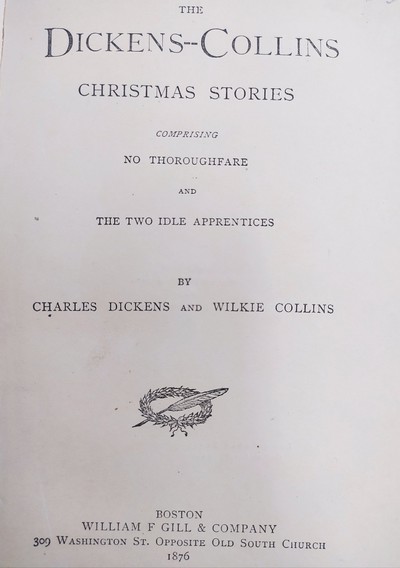 THE
DICKENS--COLLINS
CHRISTMAS STORIES
COMPRISING
NO THOROUGHFARE
AND
THE TWO IDLE APPRENTICES
BY
CHARLES DICKENS AND WILKIE COLLINS
BOSTON
WILLIAM F GILL & COMPANY
309 WASHINGTON ST. OPPOSITE OLD SOUTH CHURCH
1876